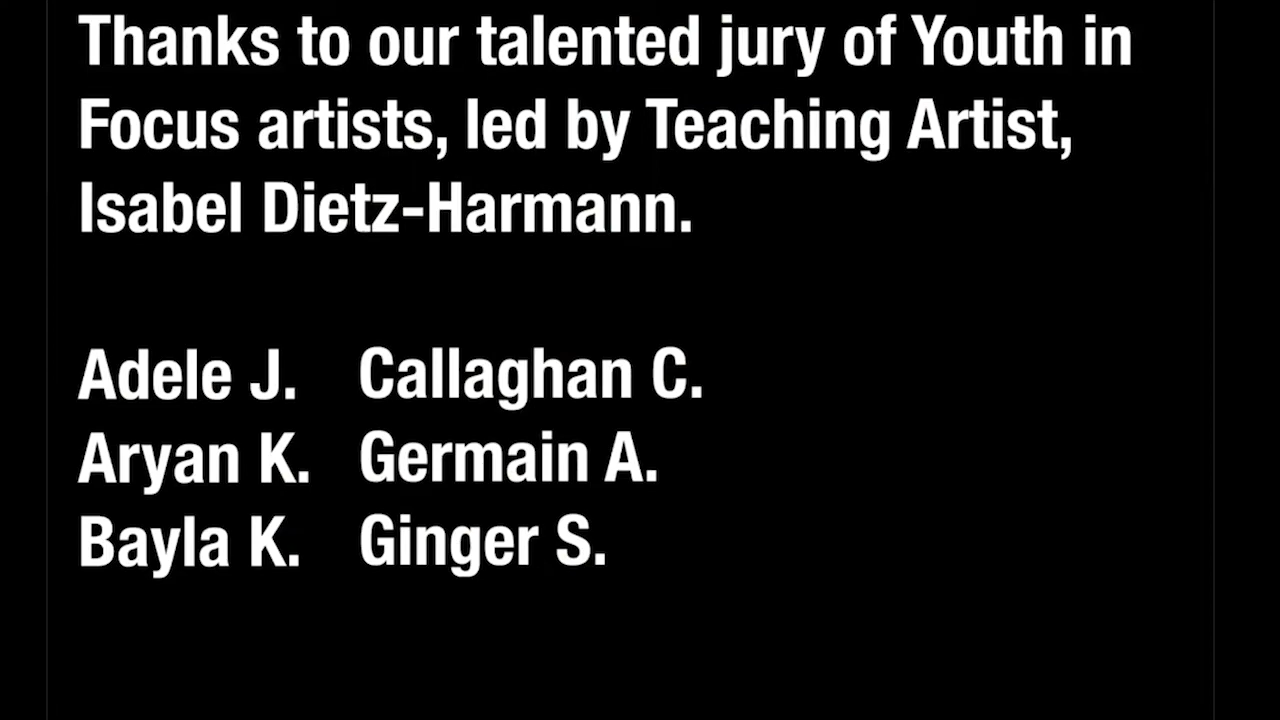 Thanks to our talented jury of Youth in
Focus artists, led by Teaching Artist,
Isabel Dietz-Harmann.
Adele J. Callaghan C.
Aryan K. Germain A.
Bayla K. Ginger S.